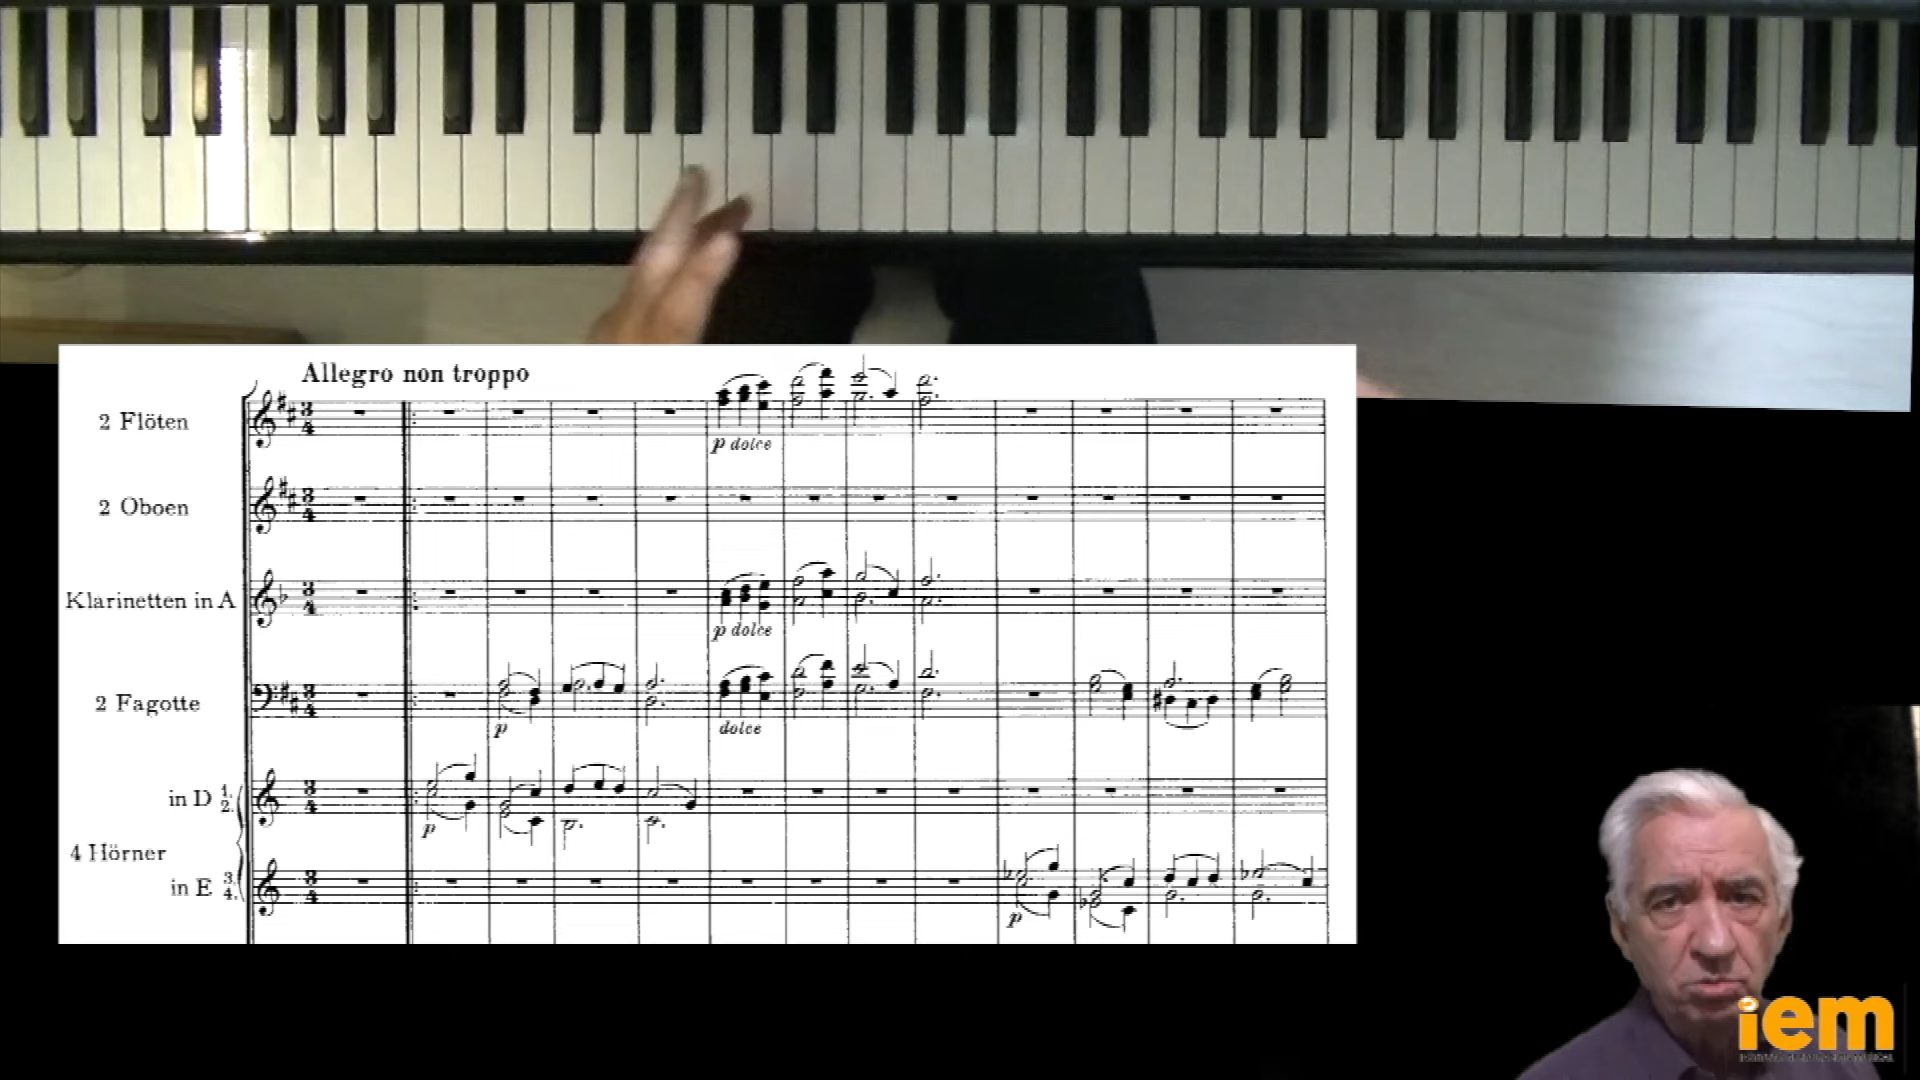 Allegro non troppo
2 Flöten
p dolce
2 Oboen
Klarinetten in A
p dolce
2 Fagotte
p
dolce
in D 1. 2.
p
4 Hörner
in E 3. 4.
p
iem